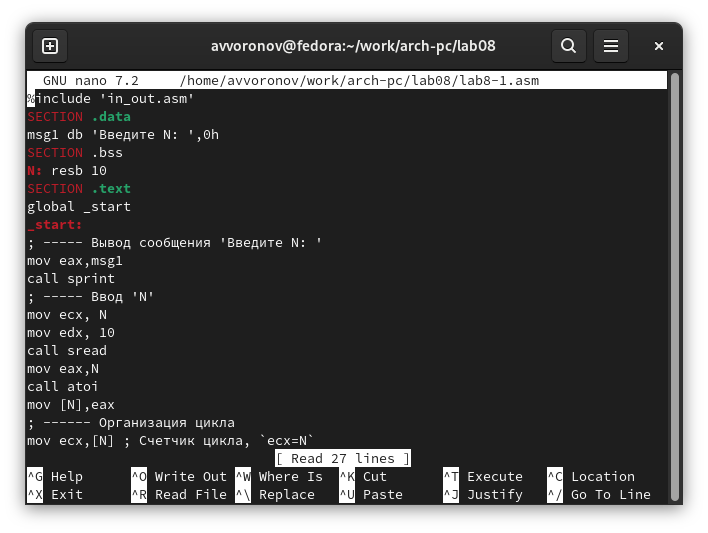 avvoronov@fedora:~/work/arch-pc/lab08
GNU nano 7.2 /home/avvoronov/work/arch-pc/lab08/lab8-1.asm
%include 'in_out.asm'
SECTION .data
msg1 db 'Введите N: ',0h
SECTION .bss
N: resb 10
SECTION .text
global _start
_start:
; ----- Вывод сообщения 'Введите N: '
mov eax,msg1
call sprint
; ----- Ввод 'N'
mov ecx, N
mov edx, 10
call sread
mov eax,N
call atoi
mov [N],eax
; ------ Организация цикла
mov ecx,[N] ; Счетчик цикла, `ecx=N`
[ Read 27 lines ]
^G Help ^O Write Out ^W Where Is ^K Cut ^T Execute ^C Location
^X Exit ^R Read File ^\ Replace ^U Paste ^J Justify ^/ Go To Line